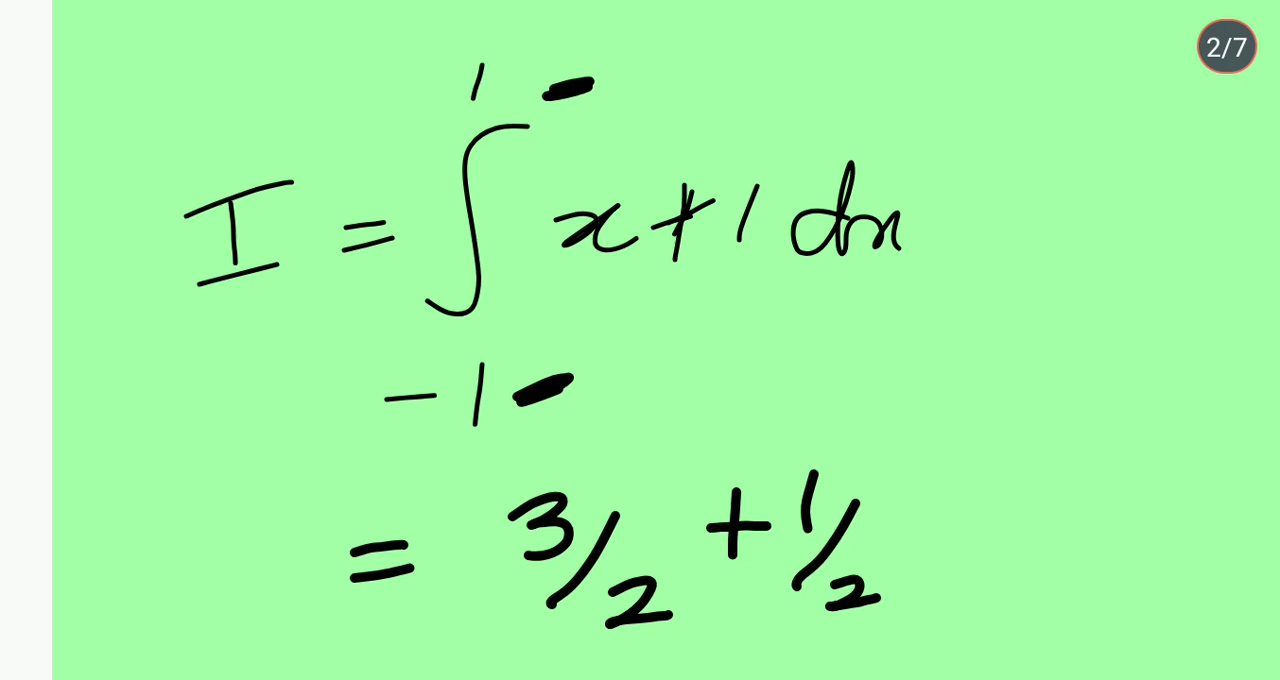 2/7
1
I = ∫ x+1 dx
-1
= 3/2 + 1/2